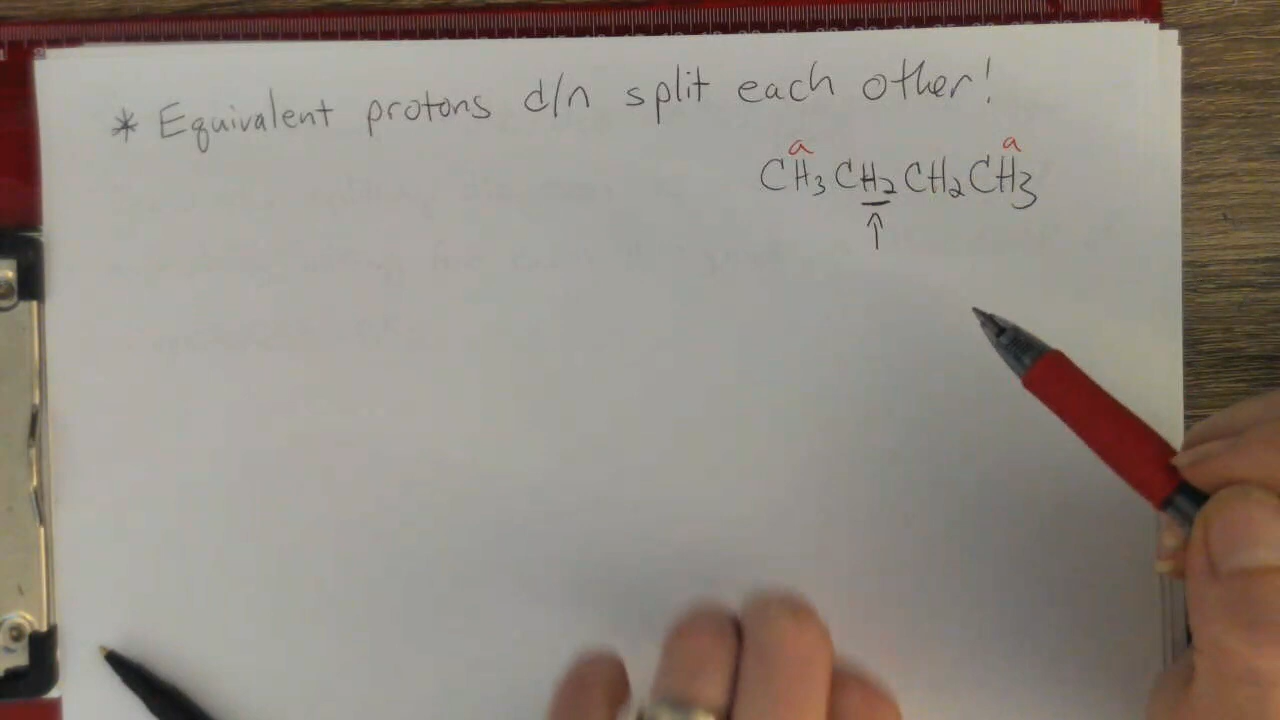 * Equivalent protons d/n split each other!
a a
CH3CH2CH2CH3
↑